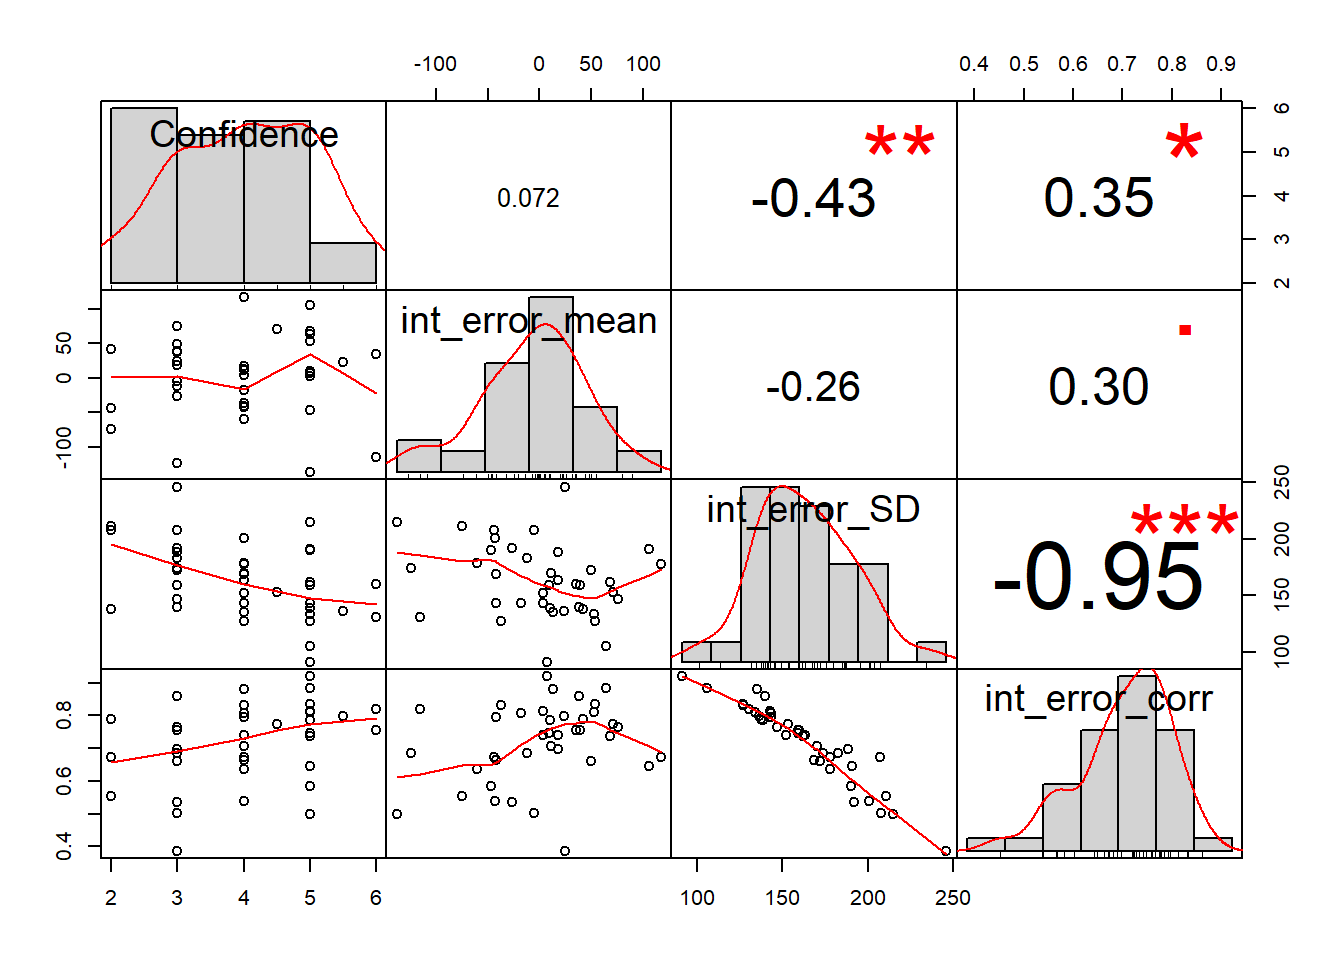 -100 0 50 100
0.4 0.5 0.6 0.7 0.8 0.9
Confidence
0.072
-0.43
**
0.35
*
2 3 4 5 6
-100 0 50
int_error_mean
-0.26
0.30
.
int_error_SD
-0.95
***
100 150 200 250
0.4 0.6 0.8
int_error_corr
2 3 4 5 6
100 150 200 250